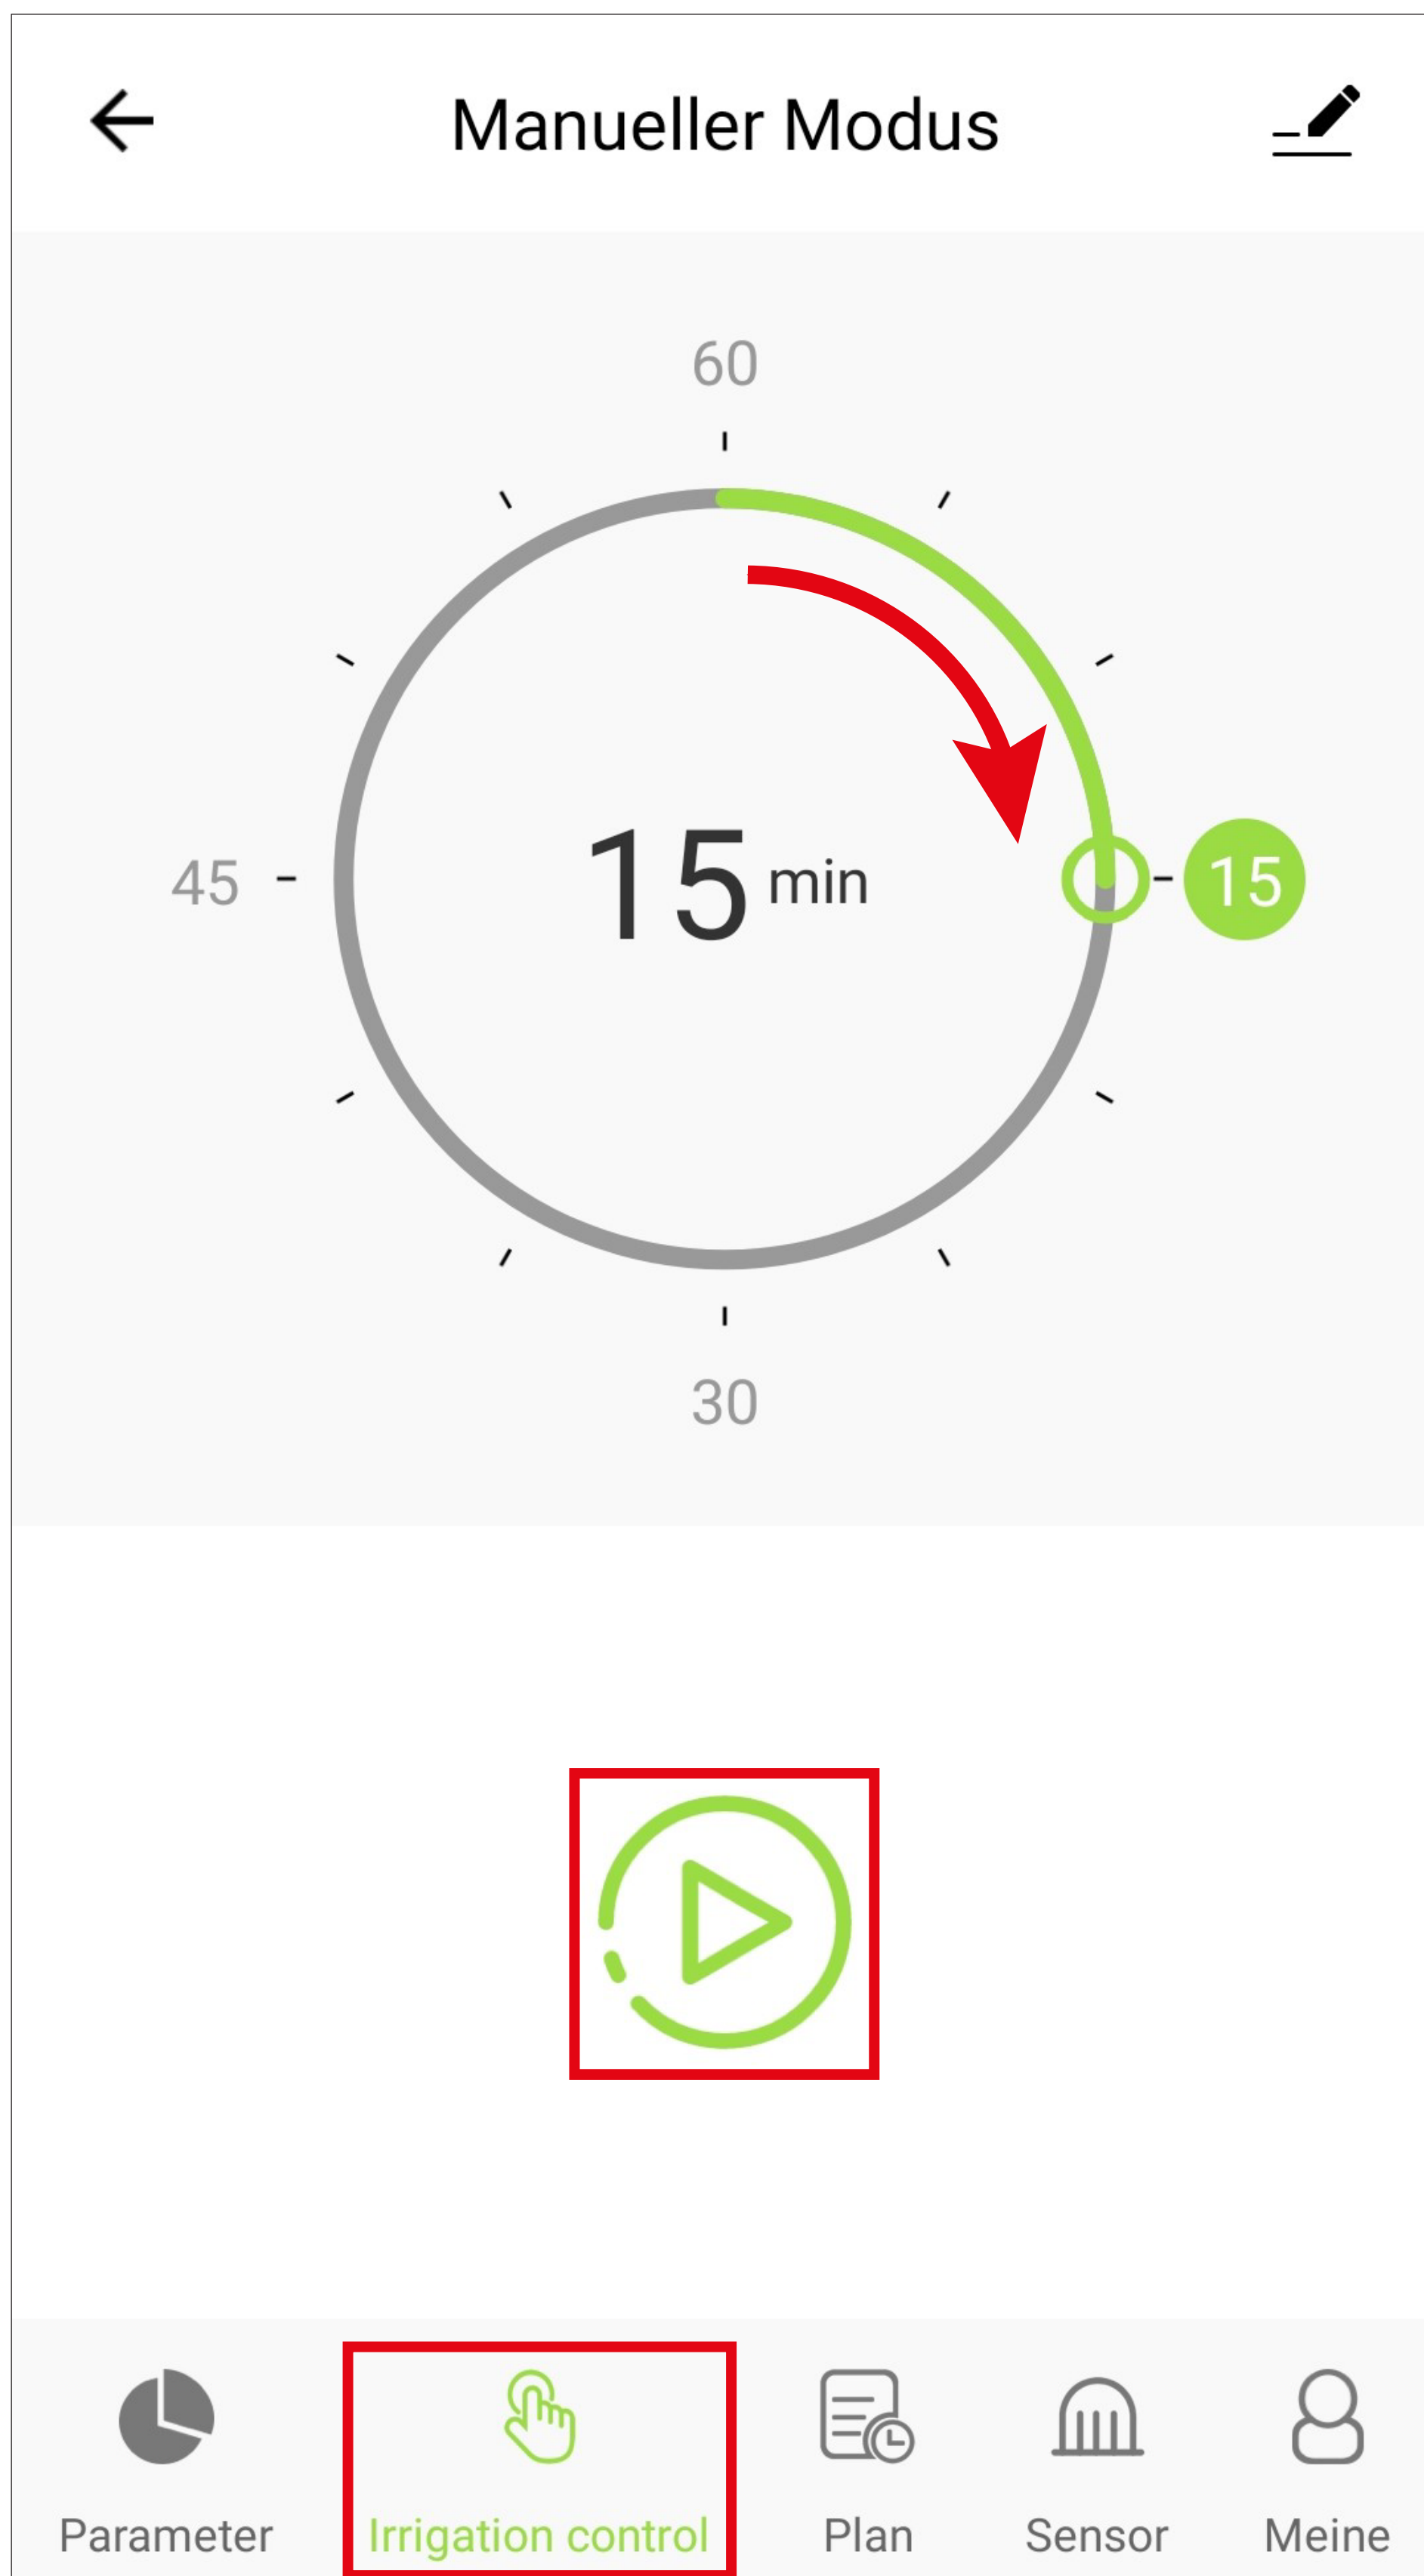 Manueller Modus
60
45
15 min
15
30
Parameter
Irrigation control
Plan
Sensor
Meine